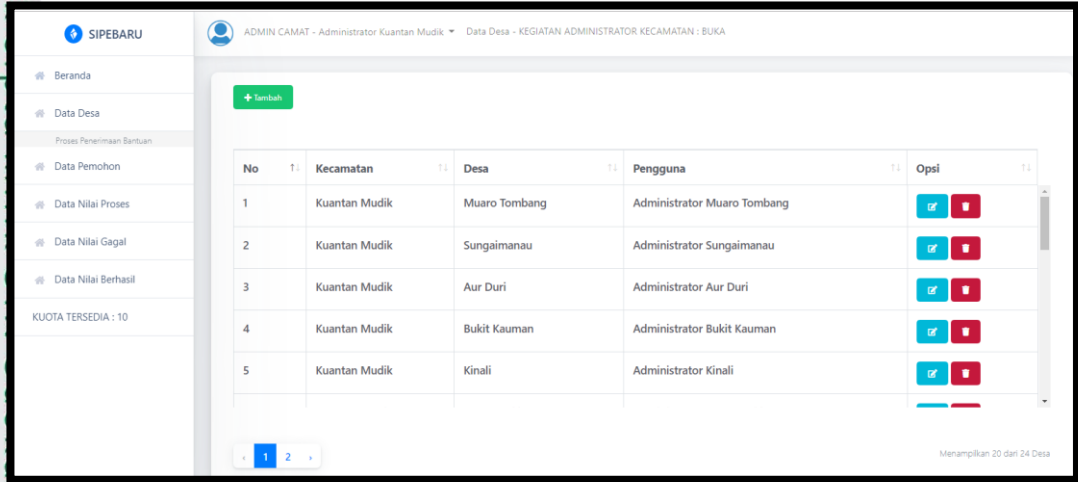 SIPEBARU
ADMIN CAMAT - Administrator Kuantan Mudik Data Desa - KEGIATAN ADMINISTRATOR KECAMATAN : BUKA
Beranda
Data Desa
Proses Penerimaan Bantuan
Data Pemohon
Data Nilai Proses
Data Nilai Gagal
Data Nilai Berhasil
KUOTA TERSEDIA : 10
+ Tambah
No Kecamatan Desa Pengguna Opsi
1 Kuantan Mudik Muaro Tombang Administrator Muaro Tombang
2 Kuantan Mudik Sungaimanau Administrator Sungaimanau
3 Kuantan Mudik Aur Duri Administrator Aur Duri
4 Kuantan Mudik Bukit Kauman Administrator Bukit Kauman
5 Kuantan Mudik Kinali Administrator Kinali
‹ 1 2 ›
Menampilkan 20 dari 24 Desa